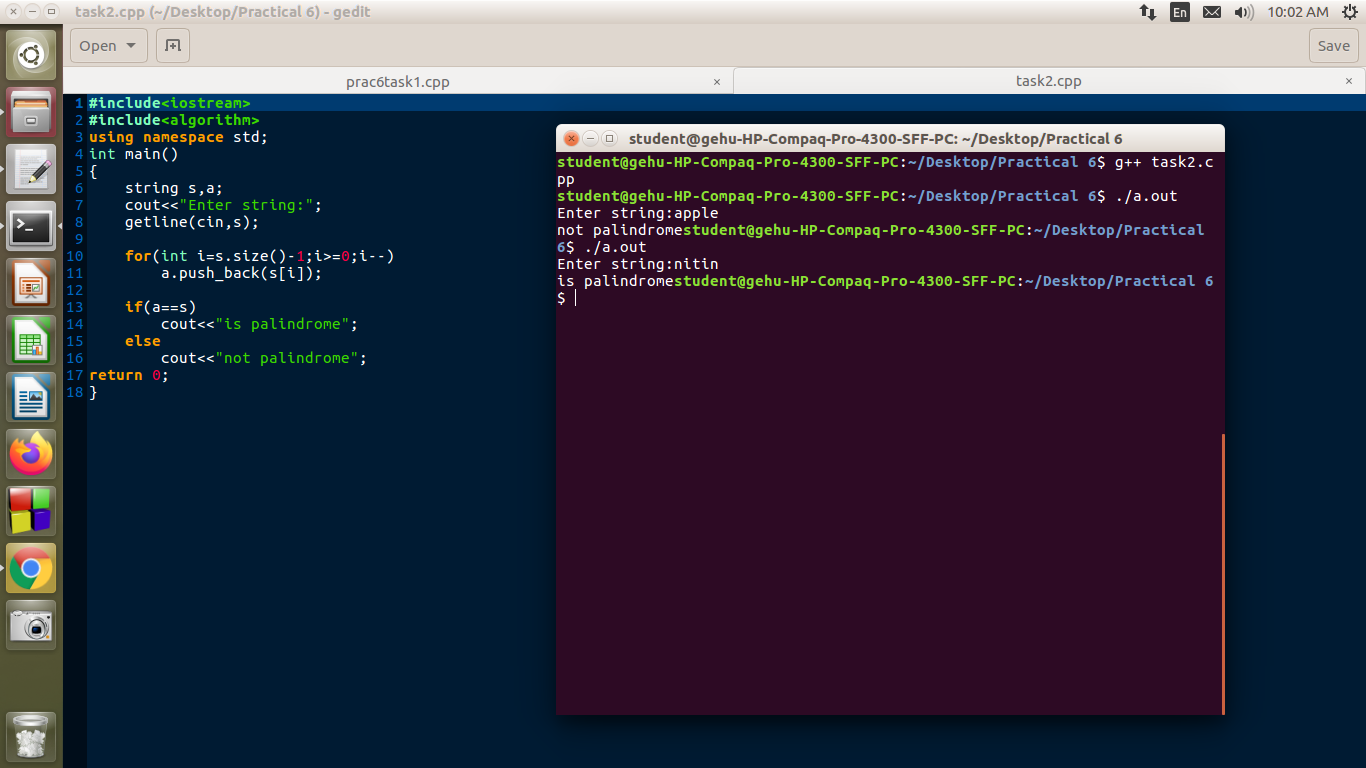 task2.cpp (~/Desktop/Practical 6) - gedit
En
10:02 AM
Open
Save
prac6task1.cpp ×
task2.cpp ×
1 #include<iostream>
2 #include<algorithm>
3 using namespace std;
4 int main()
5 {
6     string s,a;
7     cout<<"Enter string:";
8     getline(cin,s);
9
10     for(int i=s.size()-1;i>=0;i--)
11         a.push_back(s[i]);
12
13     if(a==s)
14         cout<<"is palindrome";
15     else
16         cout<<"not palindrome";
17 return 0;
18 }
student@gehu-HP-Compaq-Pro-4300-SFF-PC: ~/Desktop/Practical 6
student@gehu-HP-Compaq-Pro-4300-SFF-PC:~/Desktop/Practical 6$ g++ task2.c
pp
student@gehu-HP-Compaq-Pro-4300-SFF-PC:~/Desktop/Practical 6$ ./a.out
Enter string:apple
not palindromestudent@gehu-HP-Compaq-Pro-4300-SFF-PC:~/Desktop/Practical
6$ ./a.out
Enter string:nitin
is palindromestudent@gehu-HP-Compaq-Pro-4300-SFF-PC:~/Desktop/Practical 6
$